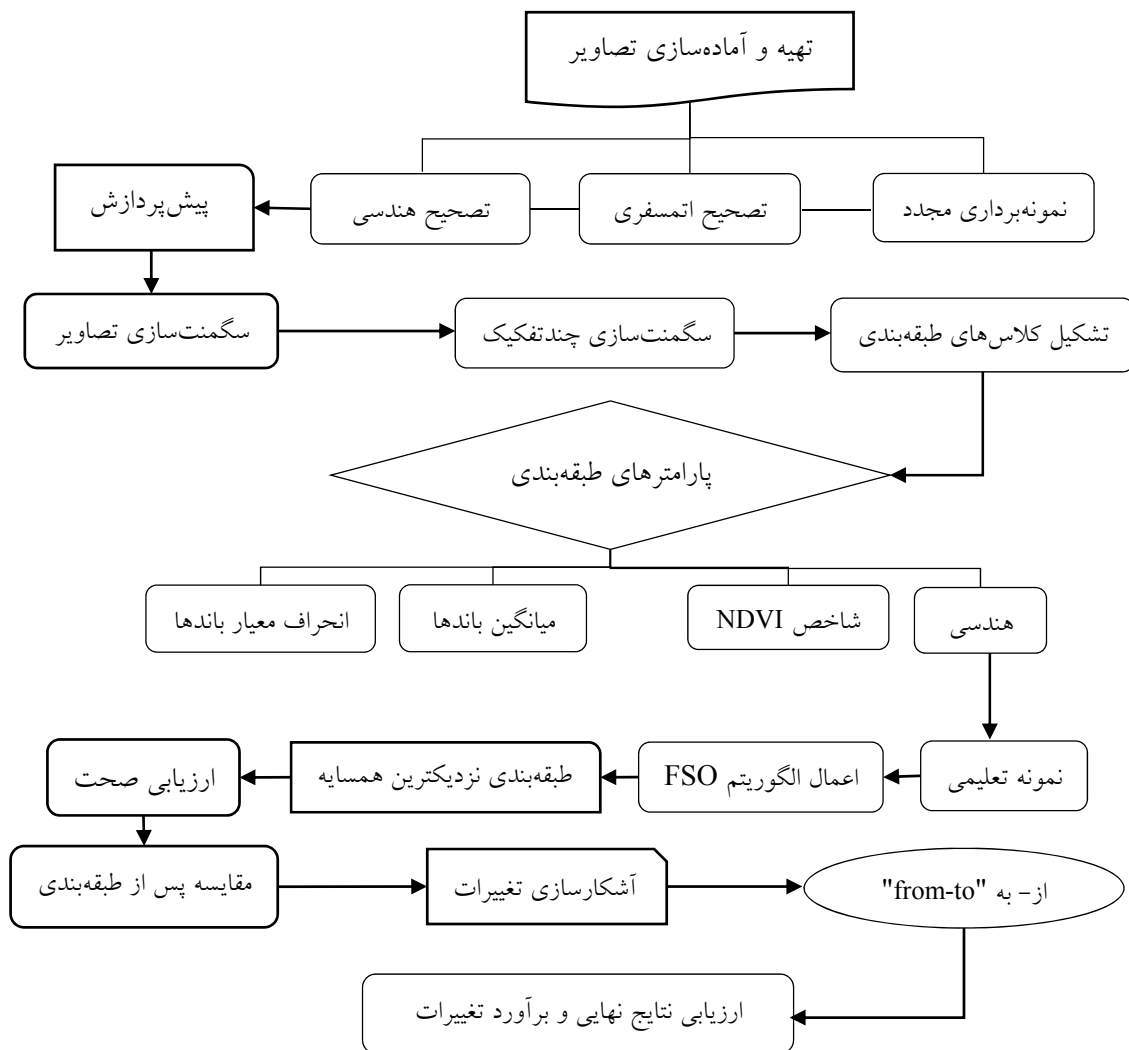 تهیه و آماده‌سازی تصاویر
نمونه‌برداری مجدد
تصحیح اتمسفری
تصحیح هندسی
پیش‌پردازش
سگمنت‌سازی تصاویر
سگمنت‌سازی چندتفکیک
تشکیل کلاس‌های طبقه‌بندی
پارامترهای طبقه‌بندی
هندسی
شاخص NDVI
میانگین باندها
انحراف معیار باندها
نمونه تعلیمی
اعمال الگوریتم FSO
طبقه‌بندی نزدیکترین همسایه
ارزیابی صحت
مقایسه پس از طبقه‌بندی
آشکارسازی تغییرات
از- به "from-to"
ارزیابی نتایج نهایی و برآورد تغییرات